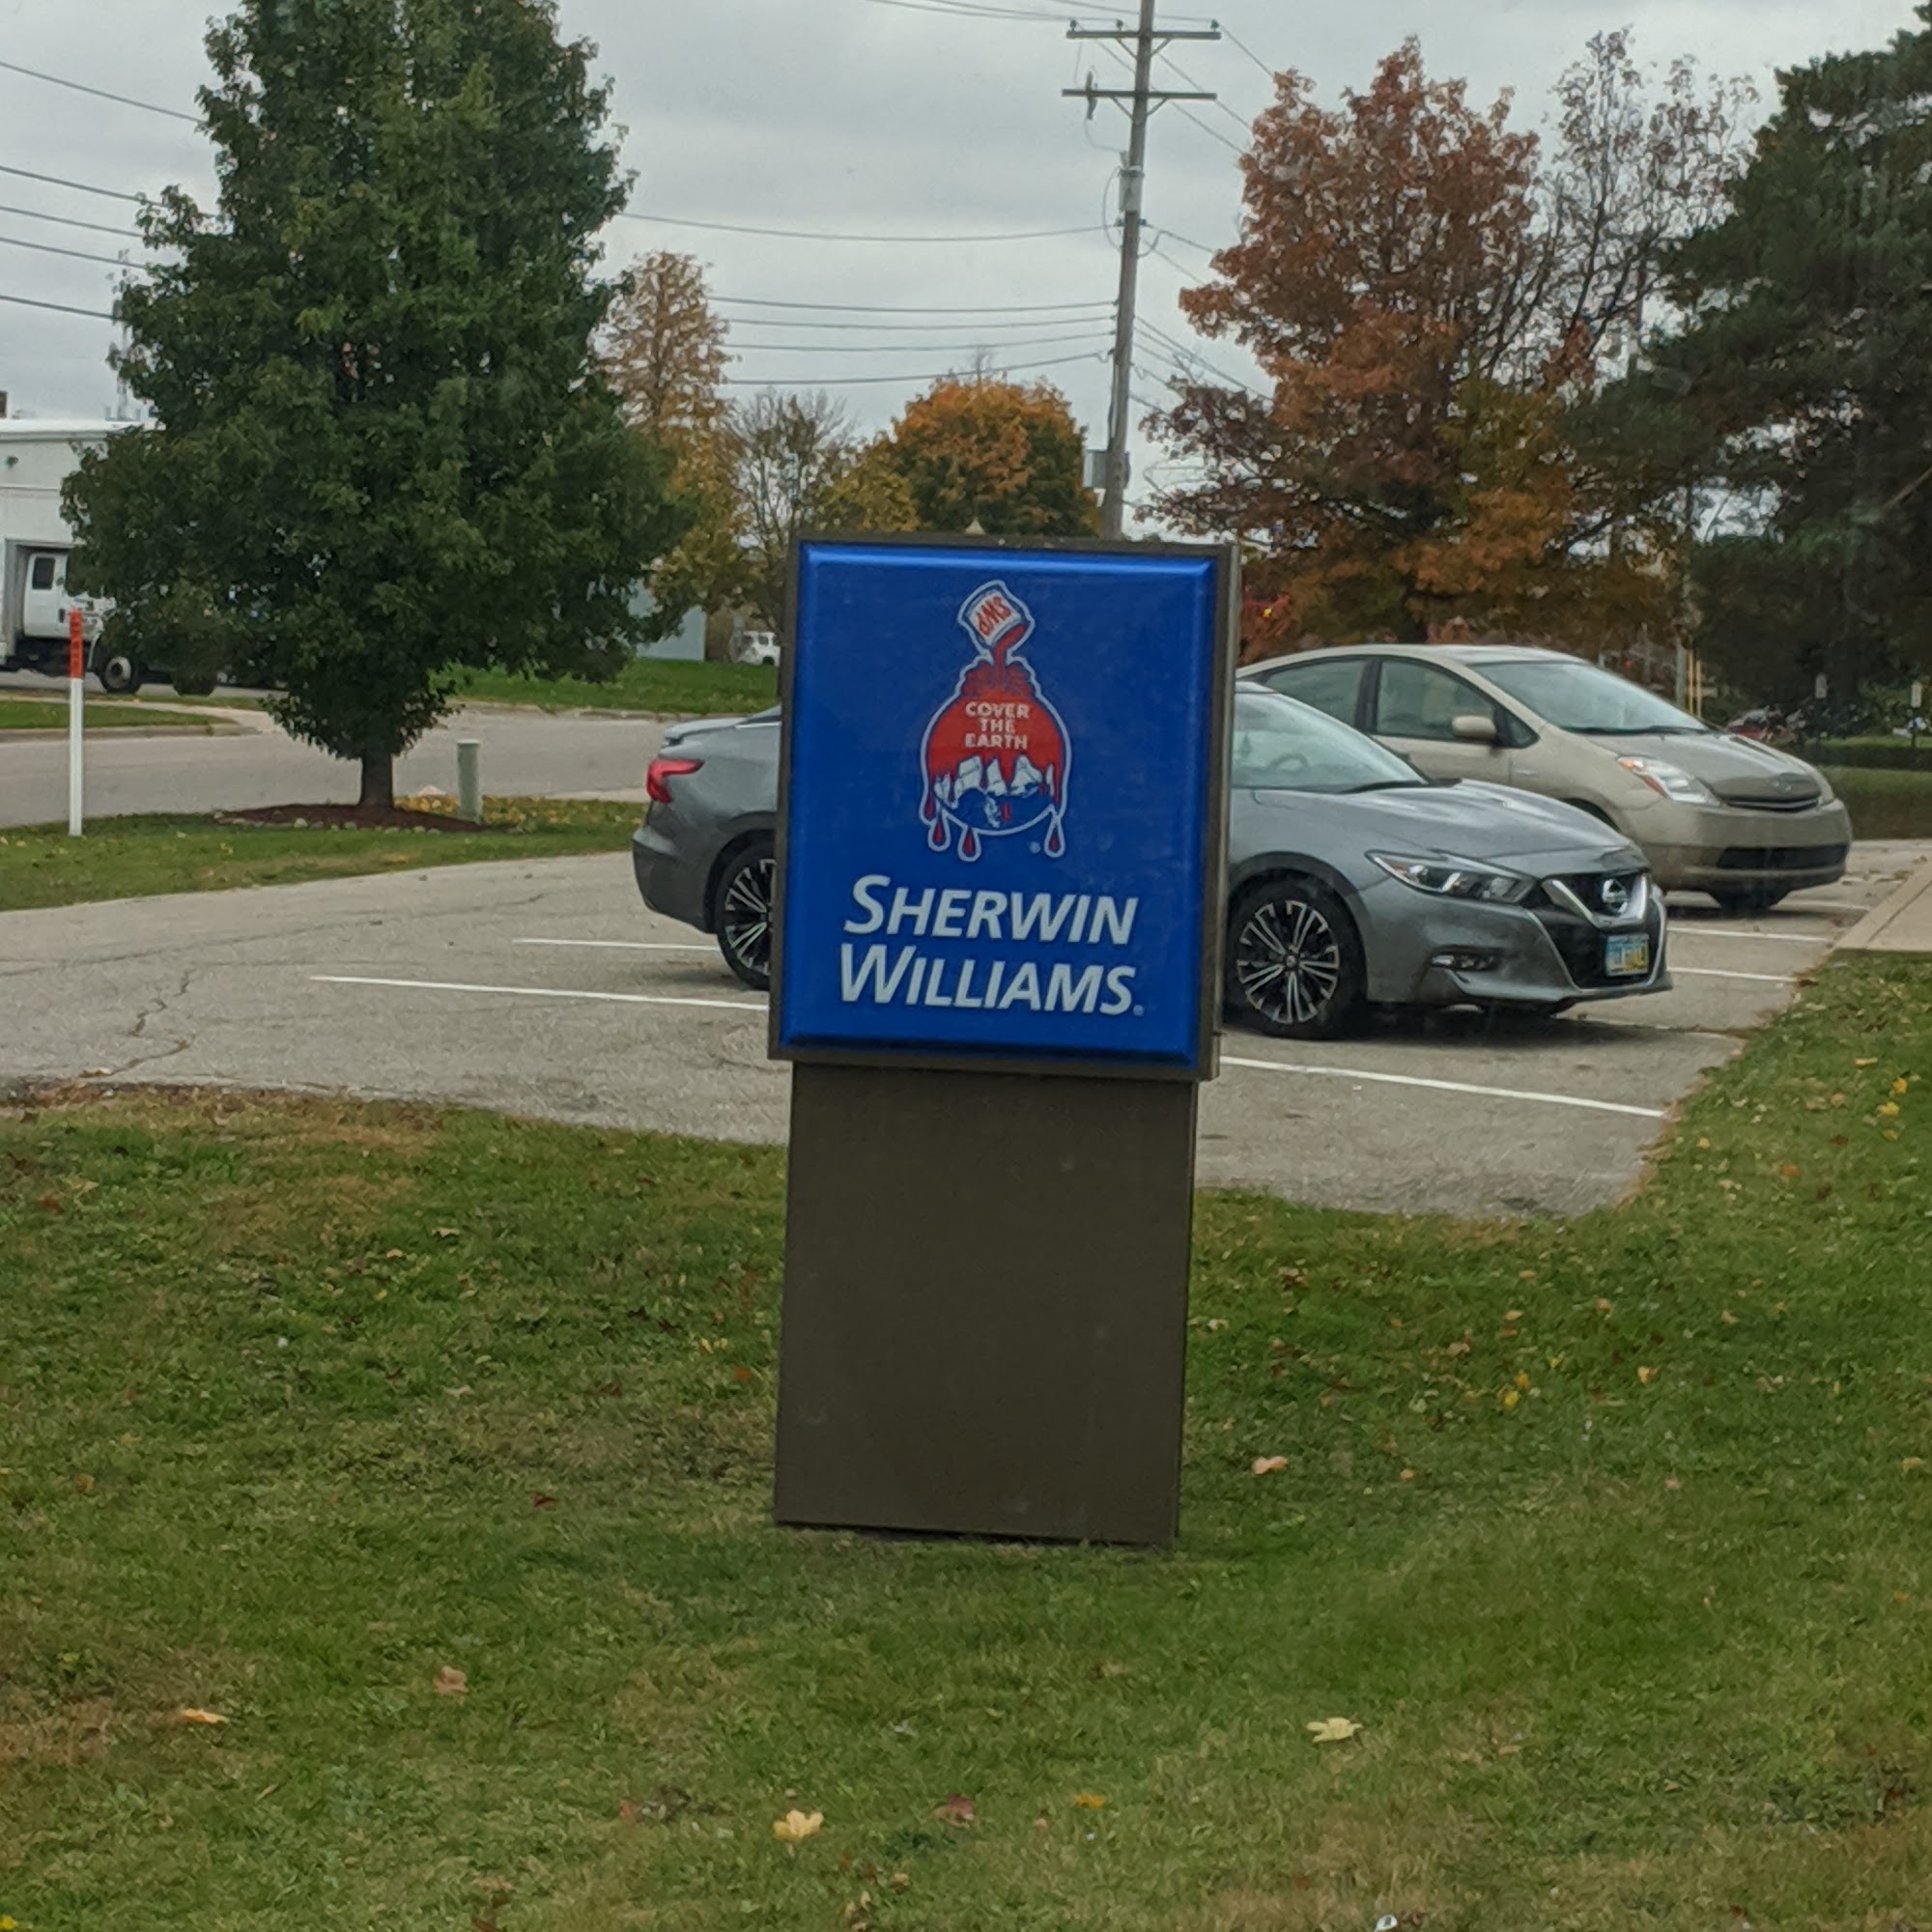 SWP
COVER
THE
EARTH
SHERWIN
WILLIAMS